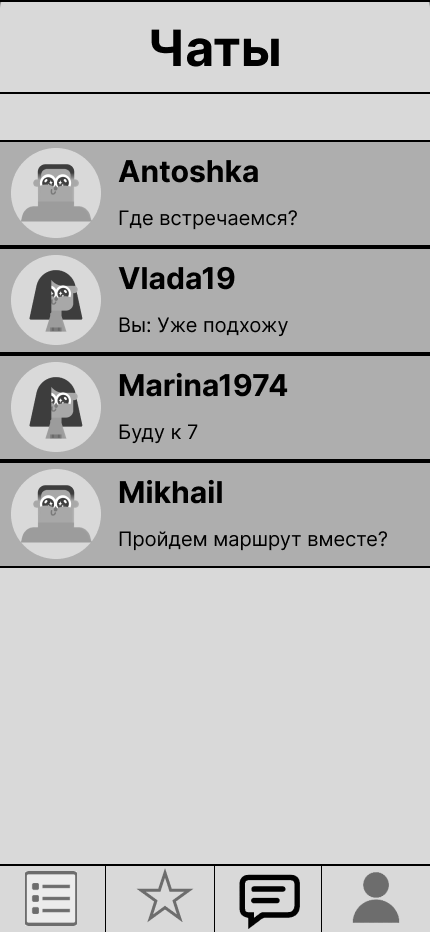 Чаты
Antoshka
Где встречаемся?
Vlada19
Вы: Уже подхожу
Marina1974
Буду к 7
Mikhail
Пройдем маршрут вместе?